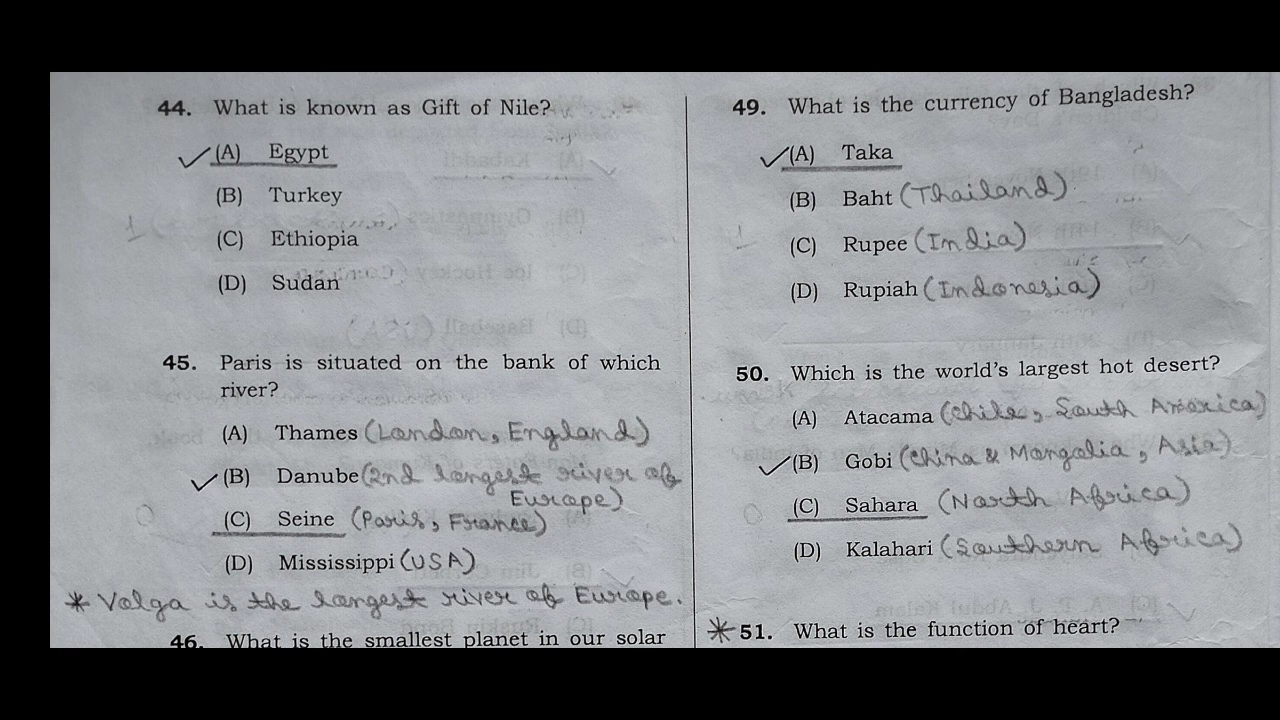 44. What is known as Gift of Nile?
(A) Egypt
(B) Turkey
(C) Ethiopia
(D) Sudan
45. Paris is situated on the bank of which
river?
(A) Thames (London, England)
(B) Danube (2nd longest river of
Europe)
(C) Seine (Paris, France)
(D) Mississippi (USA)
* Volga is the longest river of Europe.
46. What is the smallest planet in our solar
49. What is the currency of Bangladesh?
(A) Taka
(B) Baht (Thailand)
(C) Rupee (India)
(D) Rupiah (Indonesia)
50. Which is the world's largest hot desert?
(A) Atacama (Chile, South America)
(B) Gobi (China & Mongolia, Asia)
(C) Sahara (North Africa)
(D) Kalahari (Southern Africa)
* 51. What is the function of heart?